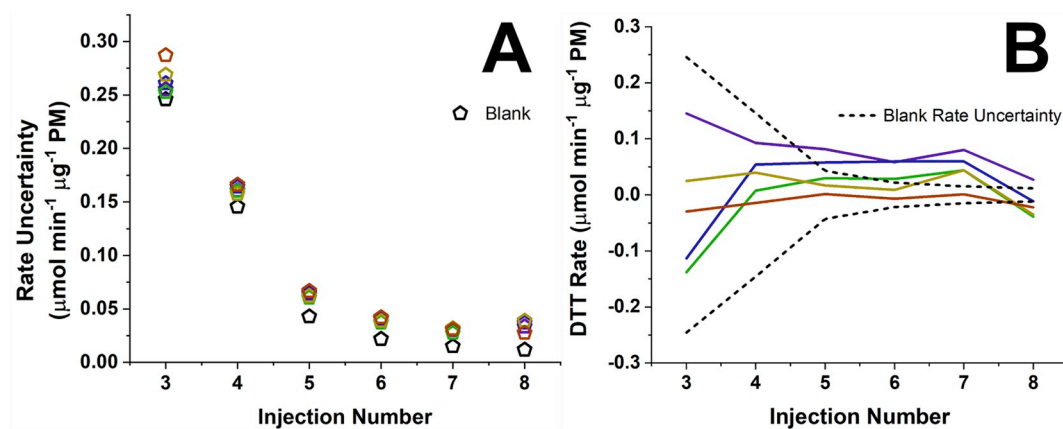 A
Rate Uncertainty
(μmol min⁻¹ μg⁻¹ PM)
0.30
0.25
0.20
0.15
0.10
0.05
0.00
Blank
3 4 5 6 7 8
Injection Number
B
DTT Rate (μmol min⁻¹ μg⁻¹ PM)
0.3
0.2
0.1
0.0
-0.1
-0.2
-0.3
Blank Rate Uncertainty
3 4 5 6 7 8
Injection Number